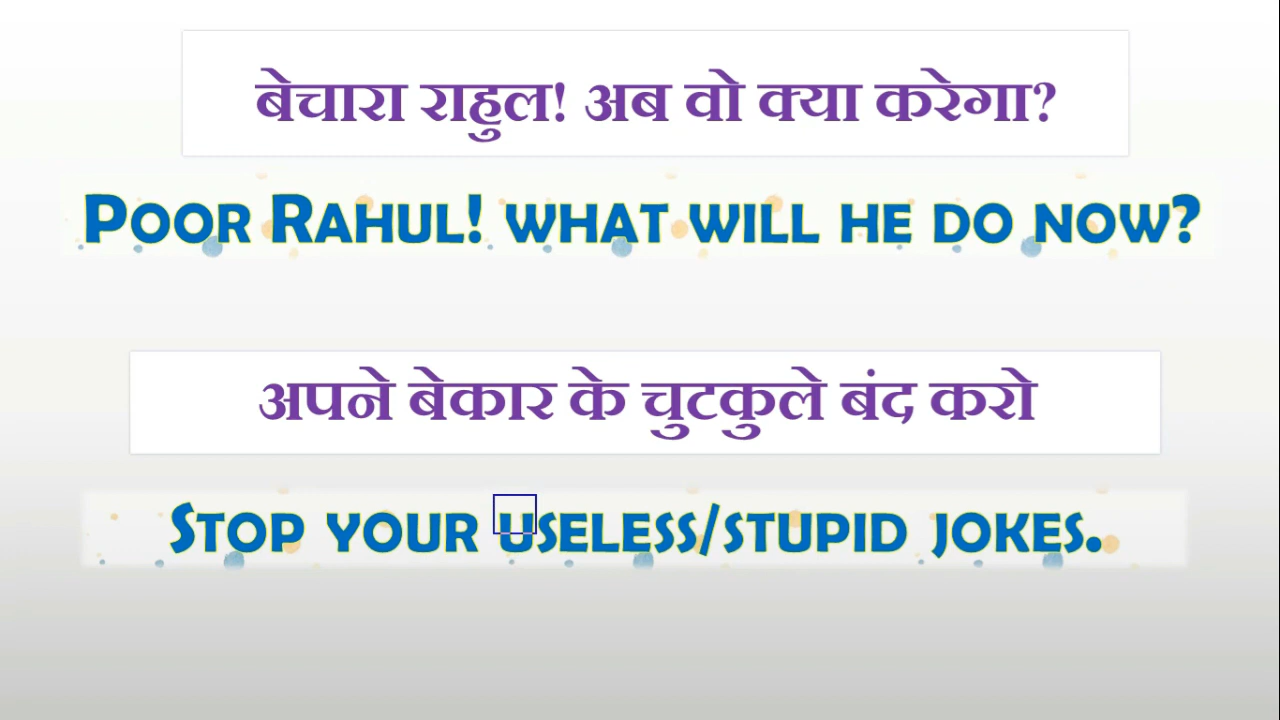 बेचारा राहुल! अब वो क्या करेगा?
Poor Rahul! what will he do now?
अपने बेकार के चुटकुले बंद करो
Stop your useless/stupid jokes.